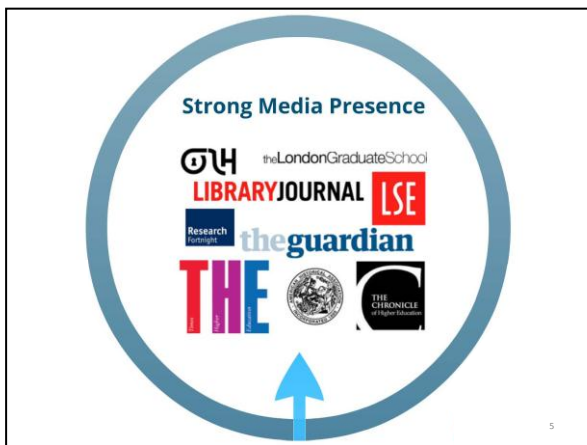 Strong Media Presence
OLH
theLondonGraduateSchool
LIBRARYJOURNAL
LSE
Research
Fortnight
theguardian
THE
Times
Higher
Education
THE
CHRONICLE
of Higher Education
5